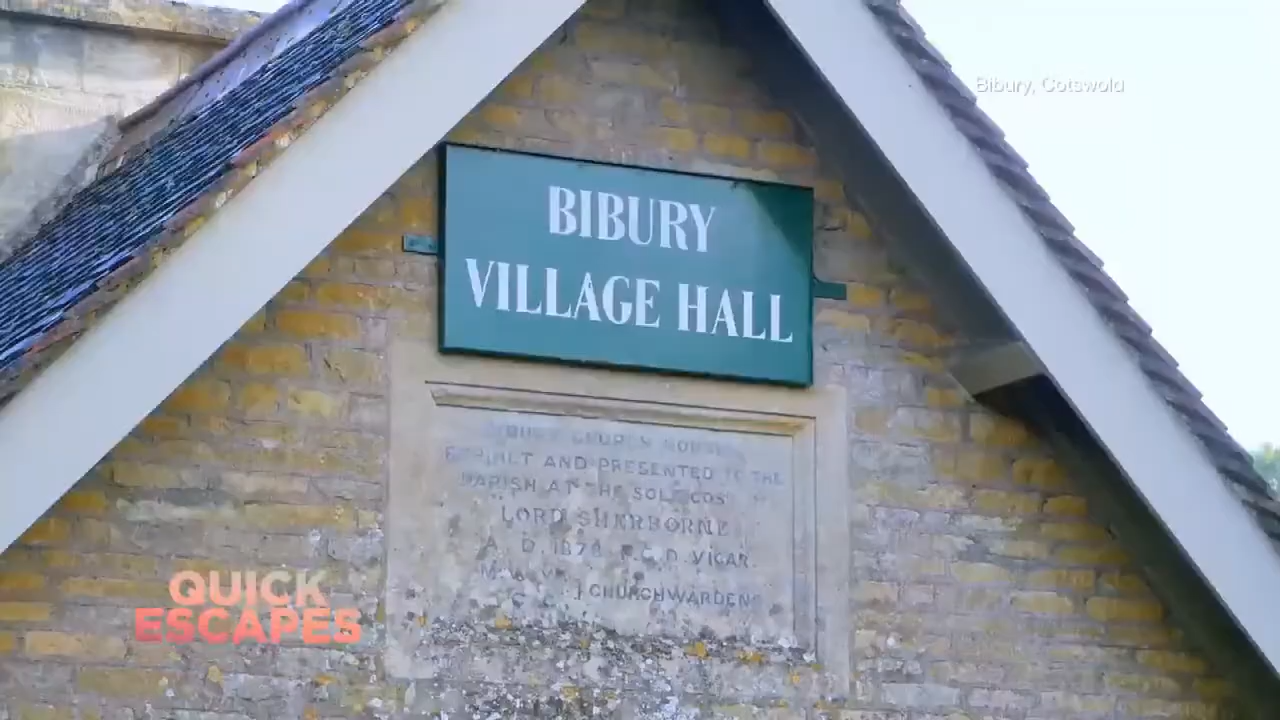 Bibury, Cotswold
BIBURY
VILLAGE HALL
AND PRESENTED TO THE
PARISH AT THE SOLE COST
LORD SHERBORNE
A. D. VICAR.
CHURCHWARDENS
QUICK
ESCAPES